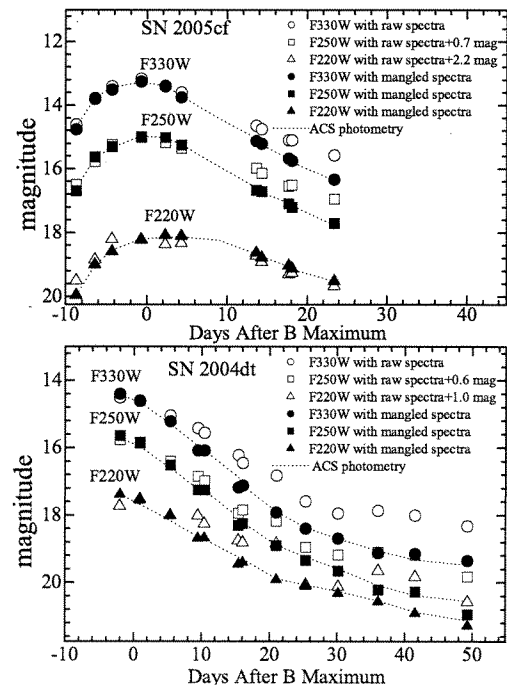 SN 2005cf
F330W with raw spectra
F250W with raw spectra+0.7 mag
F220W with raw spectra+2.2 mag
F330W with mangled spectra
F250W with mangled spectra
F220W with mangled spectra
ACS photometry
F330W
F250W
F220W
magnitude
12
14
16
18
20
-10 0 10 20 30 40
Days After B Maximum
SN 2004dt
F330W with raw spectra
F250W with raw spectra+0.6 mag
F220W with raw spectra+1.0 mag
F330W with mangled spectra
F250W with mangled spectra
F220W with mangled spectra
ACS photometry
F330W
F250W
F220W
magnitude
14
16
18
20
-10 0 10 20 30 40 50
Days After B Maximum